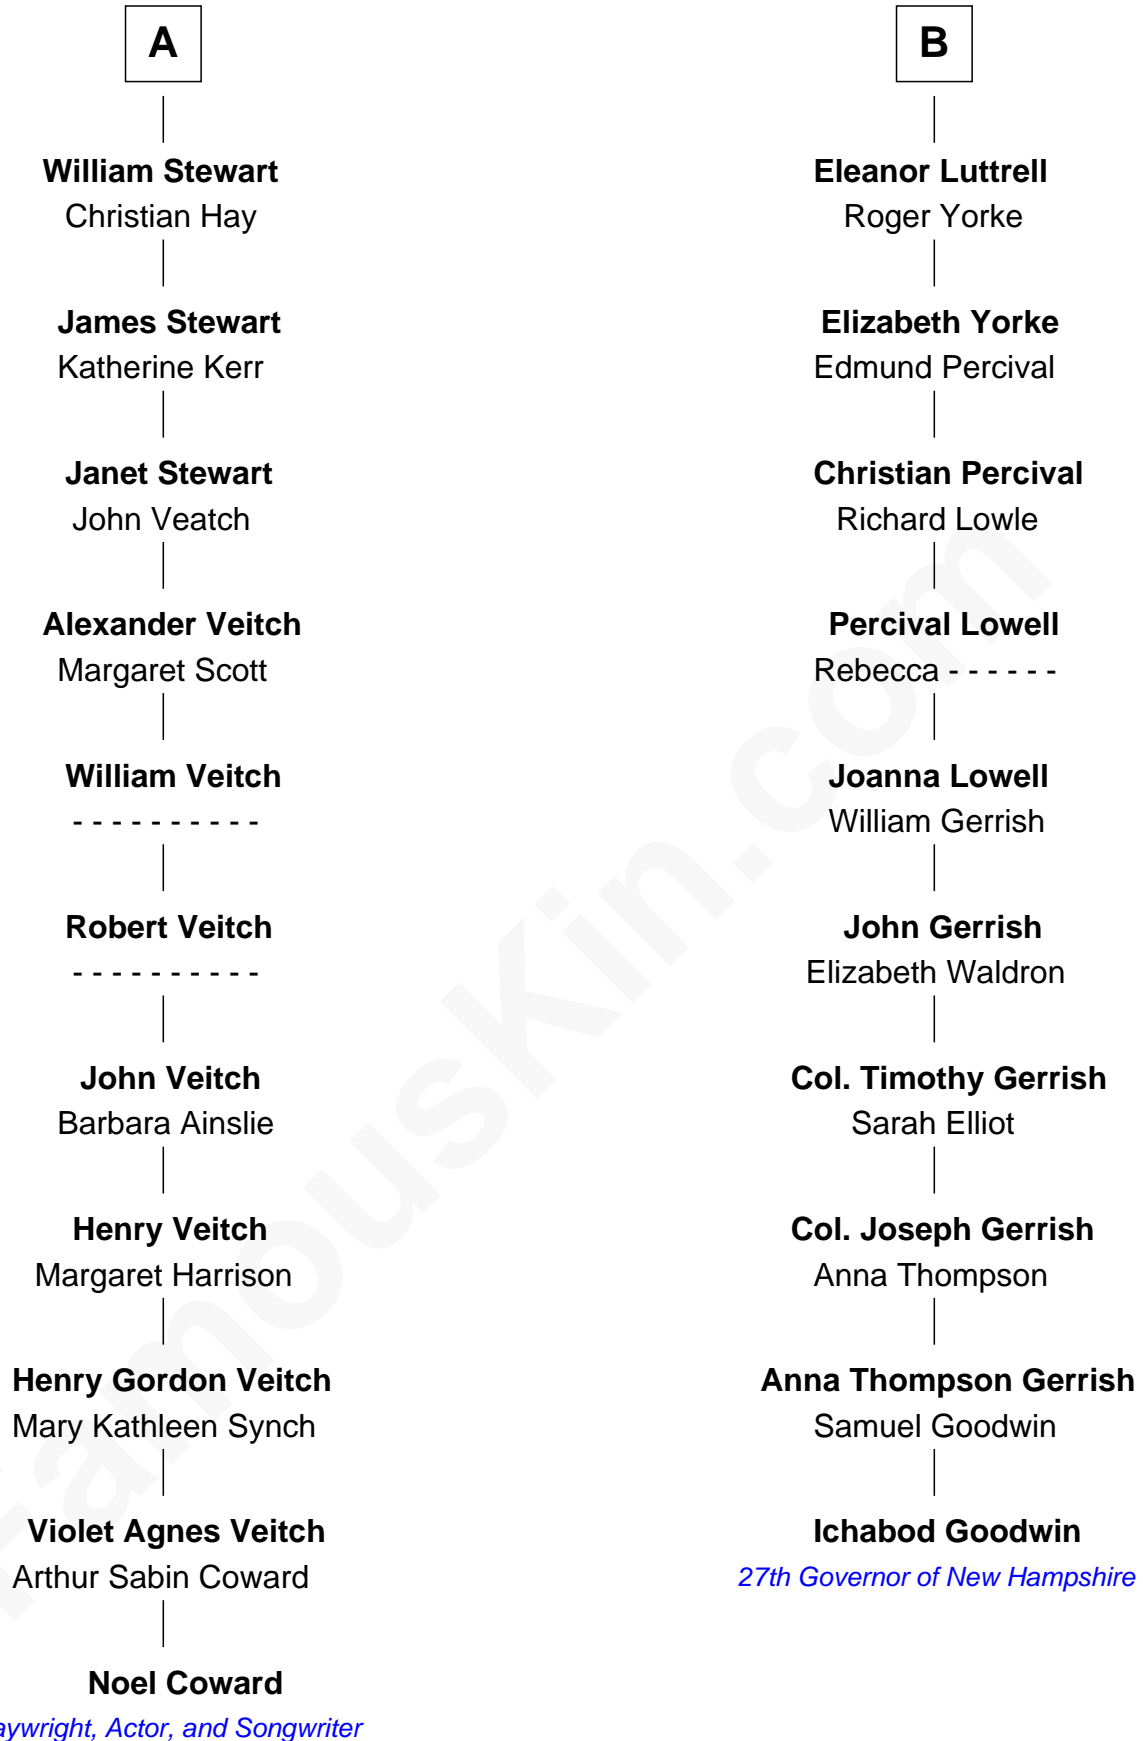 A
William Stewart
Christian Hay
James Stewart
Katherine Kerr
Janet Stewart
John Veatch
Alexander Veitch
Margaret Scott
William Veitch
- - - - - - - - - -
Robert Veitch
- - - - - - - - - -
John Veitch
Barbara Ainslie
Henry Veitch
Margaret Harrison
Henry Gordon Veitch
Mary Kathleen Synch
Violet Agnes Veitch
Arthur Sabin Coward
Noel Coward
aywright, Actor, and Songwriter
B
Eleanor Luttrell
Roger Yorke
Elizabeth Yorke
Edmund Percival
Christian Percival
Richard Lowle
Percival Lowell
Rebecca - - - - - -
Joanna Lowell
William Gerrish
John Gerrish
Elizabeth Waldron
Col. Timothy Gerrish
Sarah Elliot
Col. Joseph Gerrish
Anna Thompson
Anna Thompson Gerrish
Samuel Goodwin
Ichabod Goodwin
27th Governor of New Hampshire
FamousKin.com